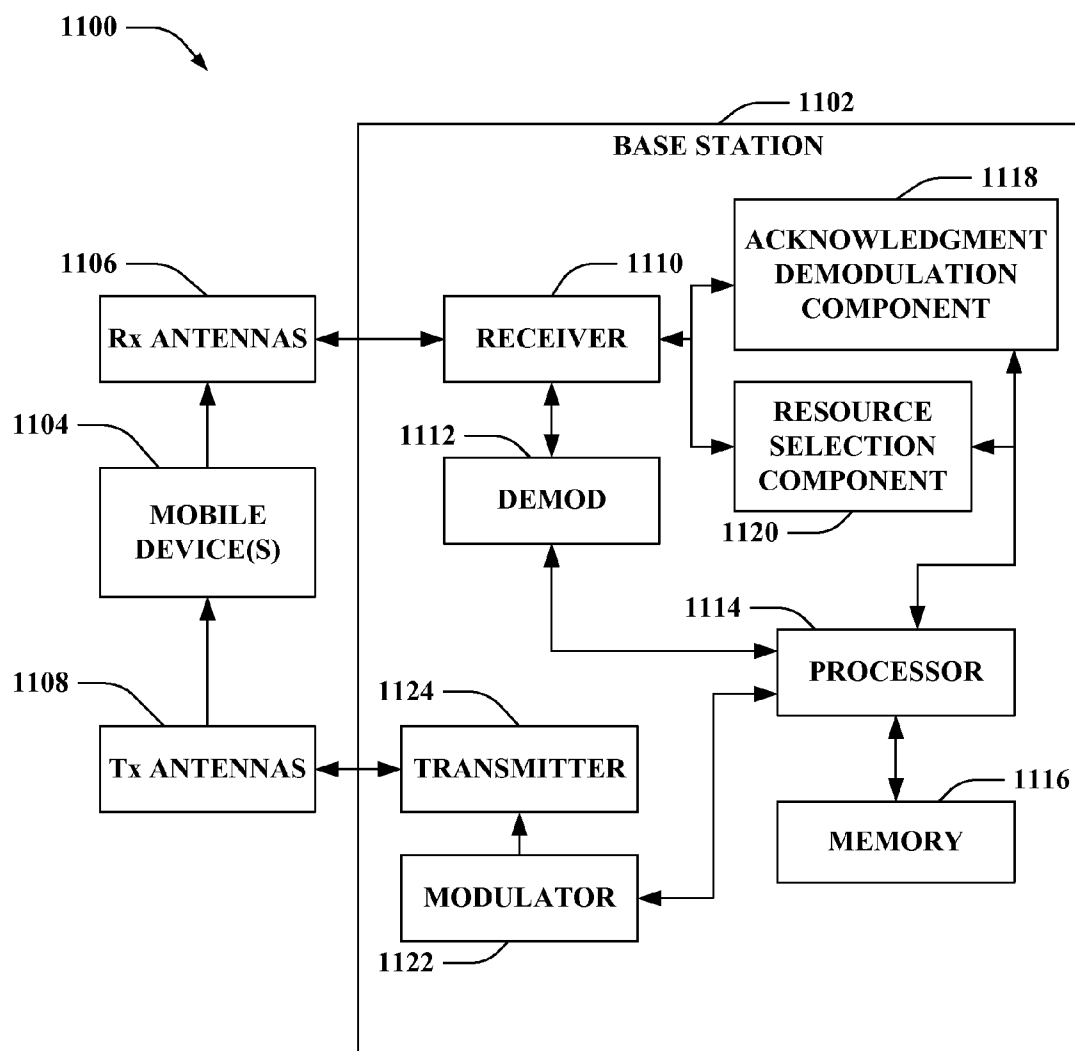 1100
1102
BASE STATION
1118
ACKNOWLEDGMENT
DEMODULATION
COMPONENT
1106
Rx ANTENNAS
1110
RECEIVER
1104
MOBILE
DEVICE(S)
1112
DEMOD
RESOURCE
SELECTION
COMPONENT
1120
1114
PROCESSOR
1108
Tx ANTENNAS
1124
TRANSMITTER
1116
MEMORY
MODULATOR
1122